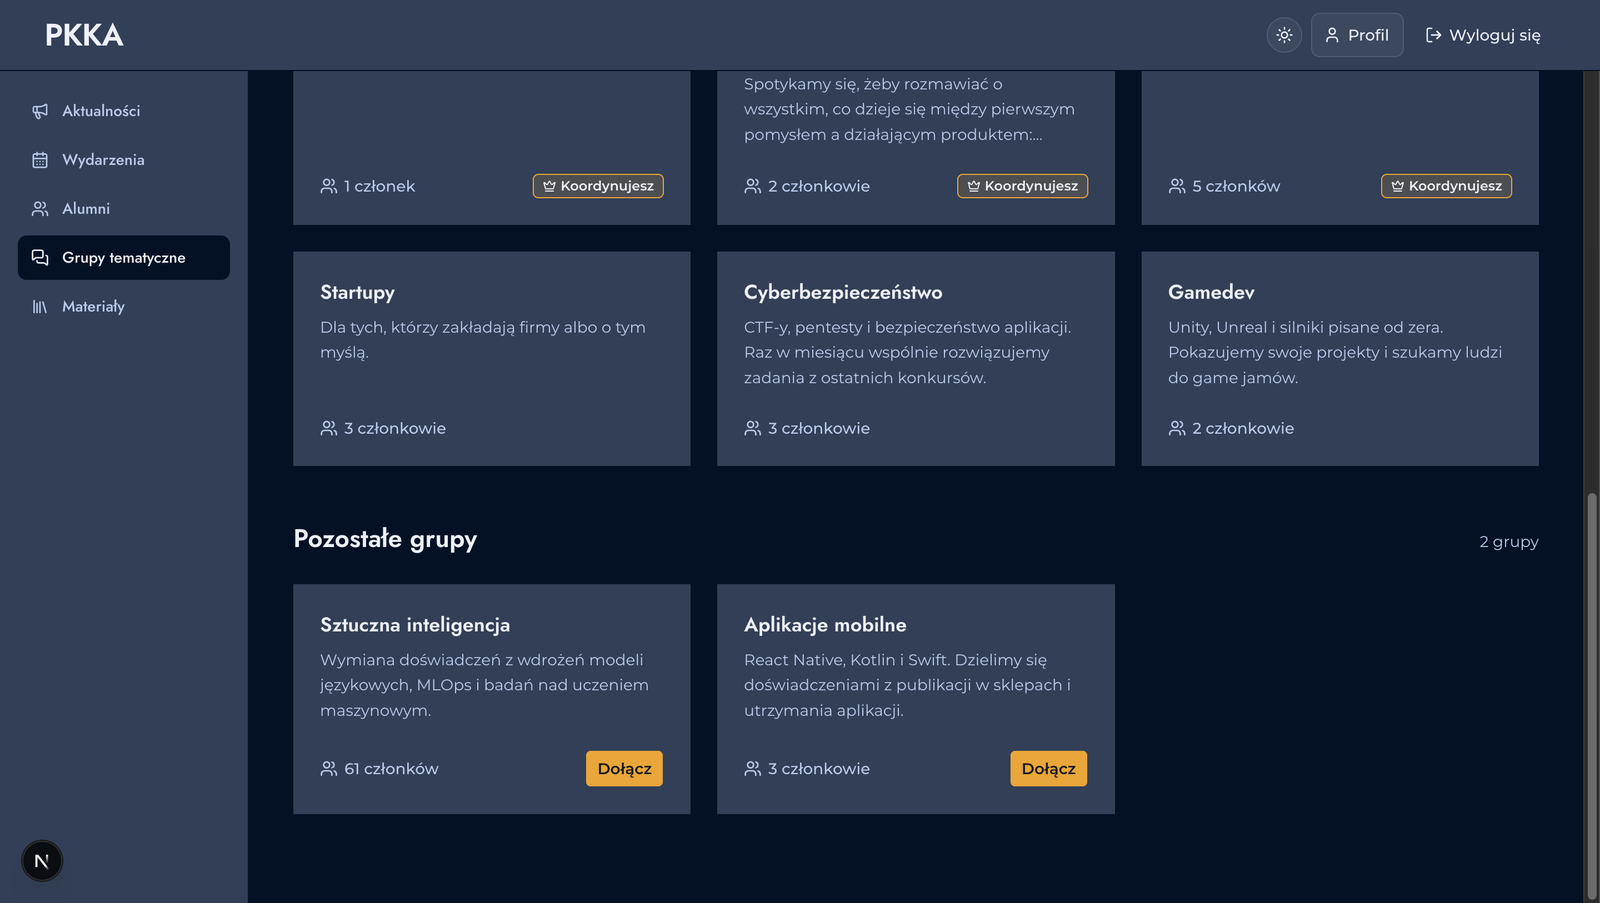 PKKA
Profil
Wyloguj się
Aktualności
Wydarzenia
Alumni
Grupy tematyczne
Materiały
Spotykamy się, żeby rozmawiać o
wszystkim, co dzieje się między pierwszym
pomysłem a działającym produktem:...
1 członek
Koordynujesz
2 członkowie
Koordynujesz
5 członków
Koordynujesz
Startupy
Dla tych, którzy zakładają firmy albo o tym
myślą.
3 członkowie
Cyberbezpieczeństwo
CTF-y, pentesty i bezpieczeństwo aplikacji.
Raz w miesiącu wspólnie rozwiązujemy
zadania z ostatnich konkursów.
3 członkowie
Gamedev
Unity, Unreal i silniki pisane od zera.
Pokazujemy swoje projekty i szukamy ludzi
do game jamów.
2 członkowie
Pozostałe grupy
2 grupy
Sztuczna inteligencja
Wymiana doświadczeń z wdrożeń modeli
językowych, MLOps i badań nad uczeniem
maszynowym.
61 członków
Dołącz
Aplikacje mobilne
React Native, Kotlin i Swift. Dzielimy się
doświadczeniami z publikacji w sklepach i
utrzymania aplikacji.
3 członkowie
Dołącz
N